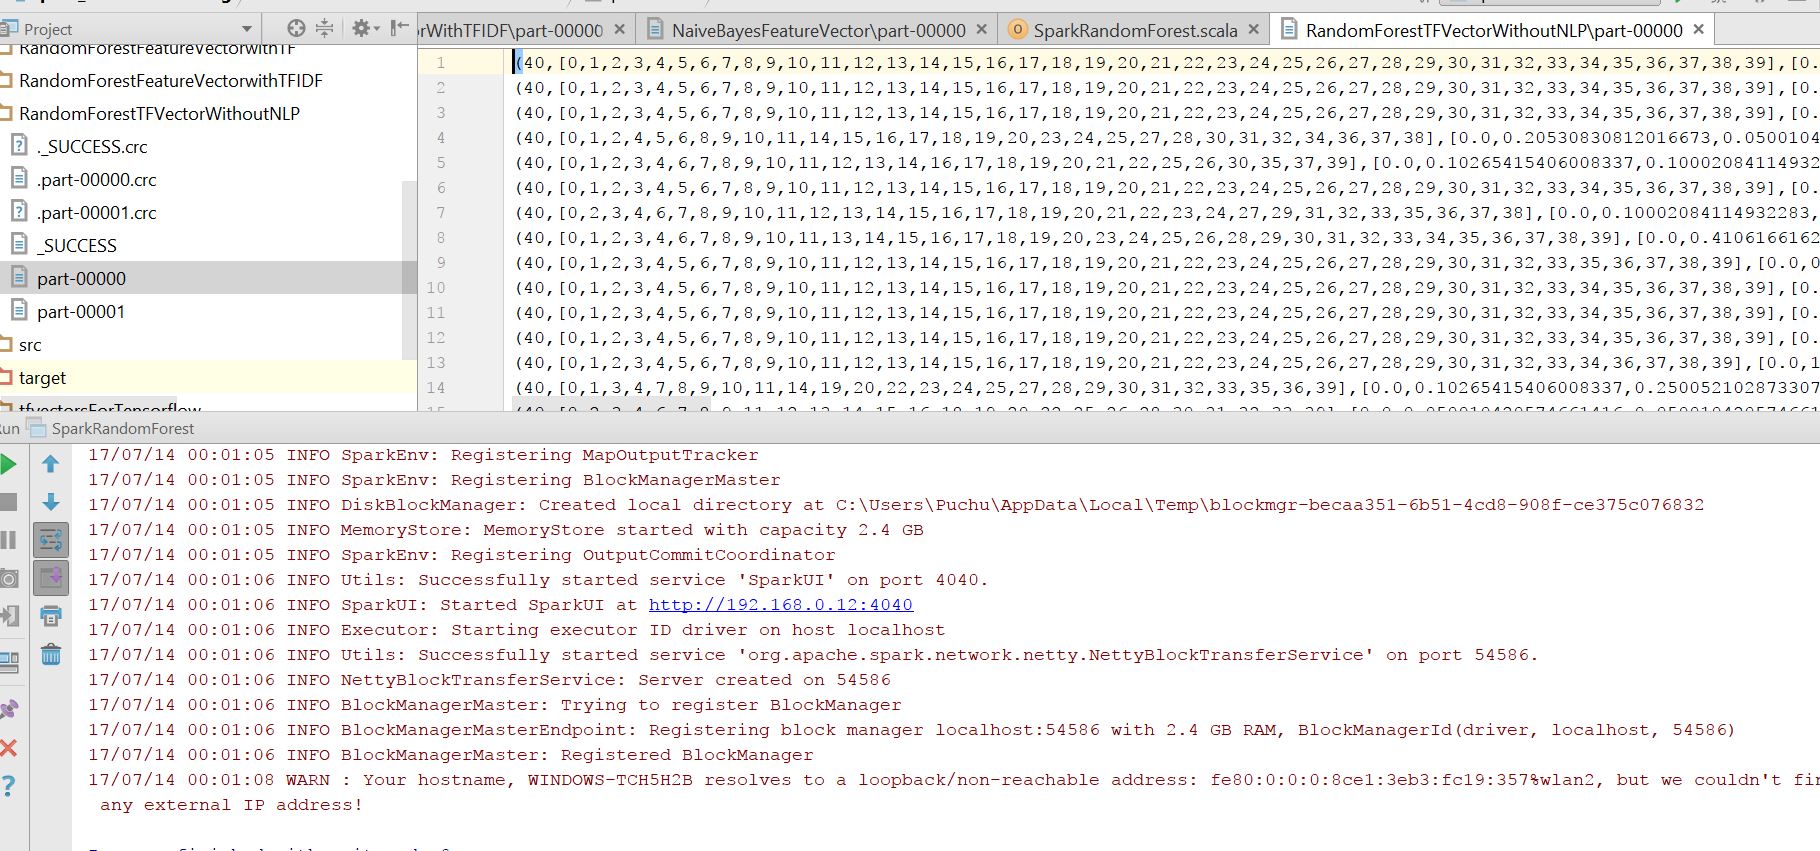 Project
rWithTFIDF\part-00000
NaiveBayesFeatureVector\part-00000
SparkRandomForest.scala
RandomForestTFVectorWithoutNLP\part-00000
RandomForestFeatureVectorwithTF
RandomForestFeatureVectorwithTFIDF
RandomForestTFVectorWithoutNLP
._SUCCESS.crc
.part-00000.crc
.part-00001.crc
_SUCCESS
part-00000
part-00001
src
target
tfvectorsForTensorflow
1 (40,[0,1,2,3,4,5,6,7,8,9,10,11,12,13,14,15,16,17,18,19,20,21,22,23,24,25,26,27,28,29,30,31,32,33,34,35,36,37,38,39],[0.
2 (40,[0,1,2,3,4,5,6,7,8,9,10,11,12,13,14,15,16,17,18,19,20,21,22,23,24,25,26,27,28,29,30,31,32,33,34,35,36,37,38,39],[0.
3 (40,[0,1,2,3,4,5,6,7,8,9,10,11,12,13,14,15,16,17,18,19,20,21,22,23,24,25,26,27,28,29,30,31,32,33,34,35,36,37,38,39],[0.
4 (40,[0,1,2,4,5,6,8,9,10,11,14,15,16,17,18,19,20,23,24,25,27,28,30,31,32,34,36,37,38],[0.0,0.20530830812016673,0.0500104
5 (40,[0,1,2,3,4,6,7,8,9,10,11,12,13,14,16,17,18,19,20,21,22,25,26,30,35,37,39],[0.0,0.10265415406008337,0.1000208411493​2
6 (40,[0,1,2,3,4,5,6,7,8,9,10,11,12,13,14,15,16,17,18,19,20,21,22,23,24,25,26,27,28,29,30,31,32,33,34,35,36,37,38,39],[0.
7 (40,[0,2,3,4,6,7,8,9,10,11,12,13,14,15,16,17,18,19,20,21,22,23,24,27,29,31,32,33,35,36,37,38],[0.0,0.10002084114932283,
8 (40,[0,1,2,3,4,6,7,8,9,10,11,13,14,15,16,17,18,19,20,23,24,25,26,28,29,30,31,32,33,34,35,36,37,38,39],[0.0,0.4106166162
9 (40,[0,1,2,3,4,5,6,7,8,9,10,11,12,13,14,15,16,17,18,19,20,21,22,23,24,25,26,27,28,29,30,31,32,33,35,36,37,38,39],[0.0,0
10 (40,[0,1,2,3,4,5,6,7,8,9,10,11,12,13,14,15,16,17,18,19,20,21,22,23,24,25,26,27,28,29,30,31,32,33,34,35,36,37,38,39],[0.
11 (40,[0,1,2,3,4,5,6,7,8,9,10,11,12,13,14,15,16,17,18,19,20,21,22,23,24,25,26,27,28,29,30,31,32,33,34,35,36,37,38,39],[0.
12 (40,[0,1,2,3,4,5,6,7,8,9,10,11,12,13,14,15,16,17,18,19,20,21,22,23,24,25,26,27,28,29,30,31,32,33,34,35,36,37,38,39],[0.
13 (40,[0,1,2,3,4,5,6,7,8,9,10,11,12,13,14,15,16,17,18,19,20,21,22,23,24,25,26,27,28,29,30,31,32,33,34,36,37,38,39],[0.0,1
14 (40,[0,1,3,4,7,8,9,10,11,14,19,20,22,23,24,25,27,28,29,30,31,32,33,35,36,39],[0.0,0.10265415406008337,0.250052102873307
un SparkRandomForest
17/07/14 00:01:05 INFO SparkEnv: Registering MapOutputTracker
17/07/14 00:01:05 INFO SparkEnv: Registering BlockManagerMaster
17/07/14 00:01:05 INFO DiskBlockManager: Created local directory at C:\Users\Puchu\AppData\Local\Temp\blockmgr-becaa351-6b51-4cd8-908f-ce375c076832
17/07/14 00:01:05 INFO MemoryStore: MemoryStore started with capacity 2.4 GB
17/07/14 00:01:05 INFO SparkEnv: Registering OutputCommitCoordinator
17/07/14 00:01:06 INFO Utils: Successfully started service 'SparkUI' on port 4040.
17/07/14 00:01:06 INFO SparkUI: Started SparkUI at http://192.168.0.12:4040
17/07/14 00:01:06 INFO Executor: Starting executor ID driver on host localhost
17/07/14 00:01:06 INFO Utils: Successfully started service 'org.apache.spark.network.netty.NettyBlockTransferService' on port 54586.
17/07/14 00:01:06 INFO NettyBlockTransferService: Server created on 54586
17/07/14 00:01:06 INFO BlockManagerMaster: Trying to register BlockManager
17/07/14 00:01:06 INFO BlockManagerMasterEndpoint: Registering block manager localhost:54586 with 2.4 GB RAM, BlockManagerId(driver, localhost, 54586)
17/07/14 00:01:06 INFO BlockManagerMaster: Registered BlockManager
17/07/14 00:01:08 WARN : Your hostname, WINDOWS-TCH5H2B resolves to a loopback/non-reachable address: fe80:0:0:0:8ce1:3eb3:fc19:357%wlan2, but we couldn't fin
any external IP address!